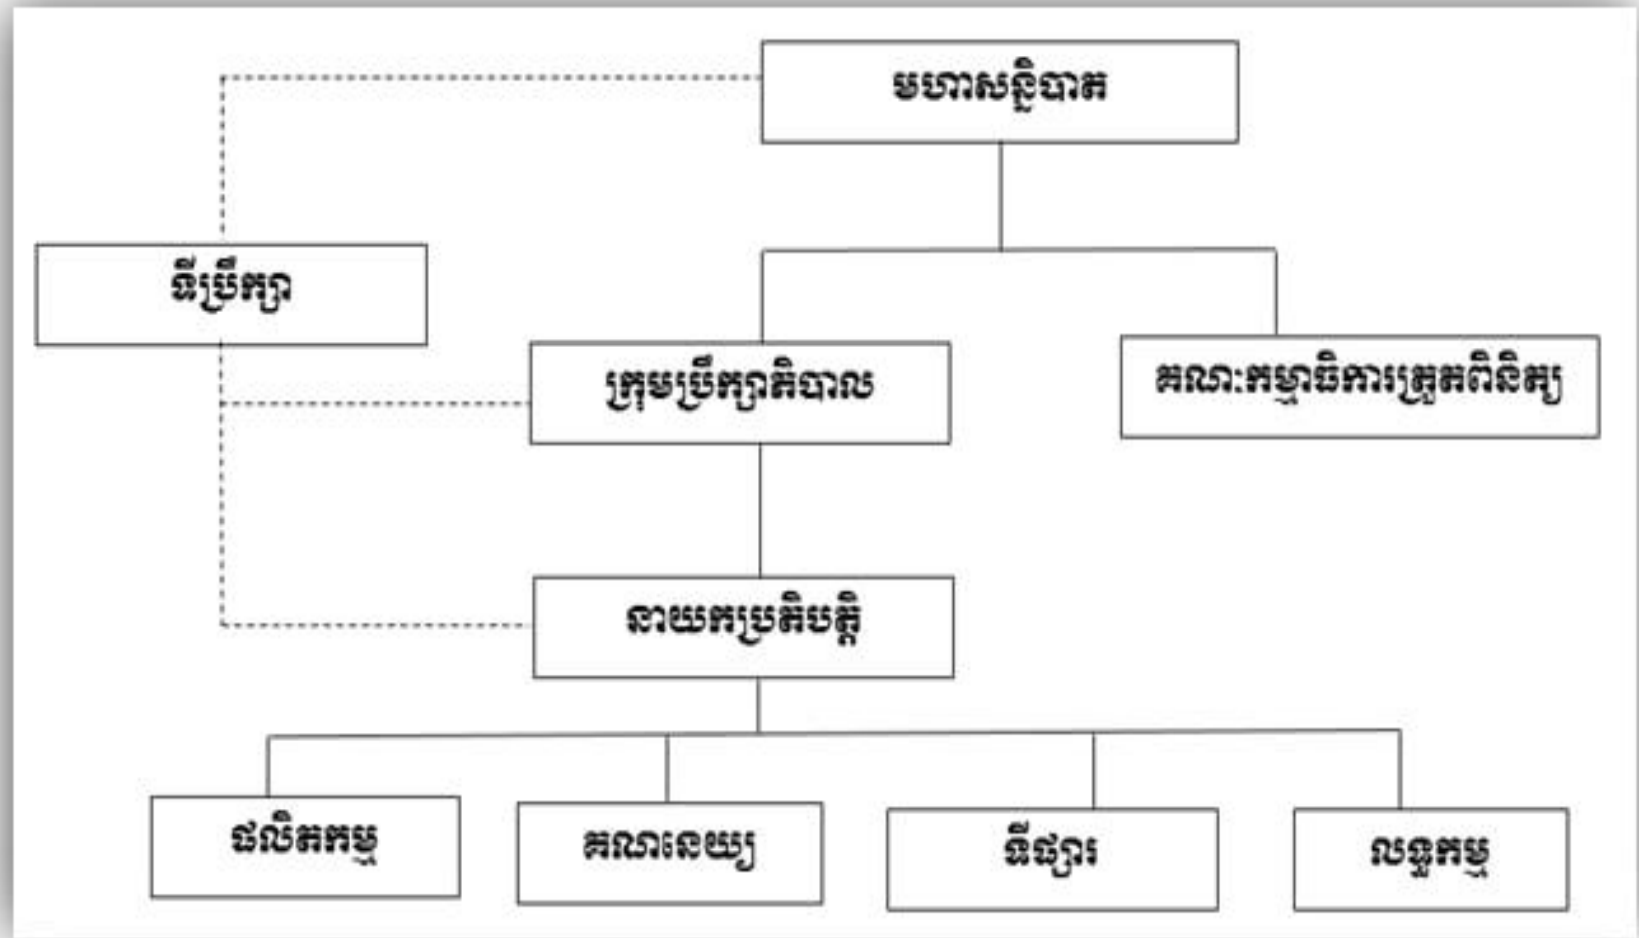 មហាសន្និបាត
ទីប្រឹក្សា
ក្រុមប្រឹក្សាភិបាល
គណៈកម្មាធិការត្រួតពិនិត្យ
នាយកប្រតិបត្តិ
ផលិតកម្ម
គណនេយ្យ
ទីផ្សារ
លទ្ធកម្ម